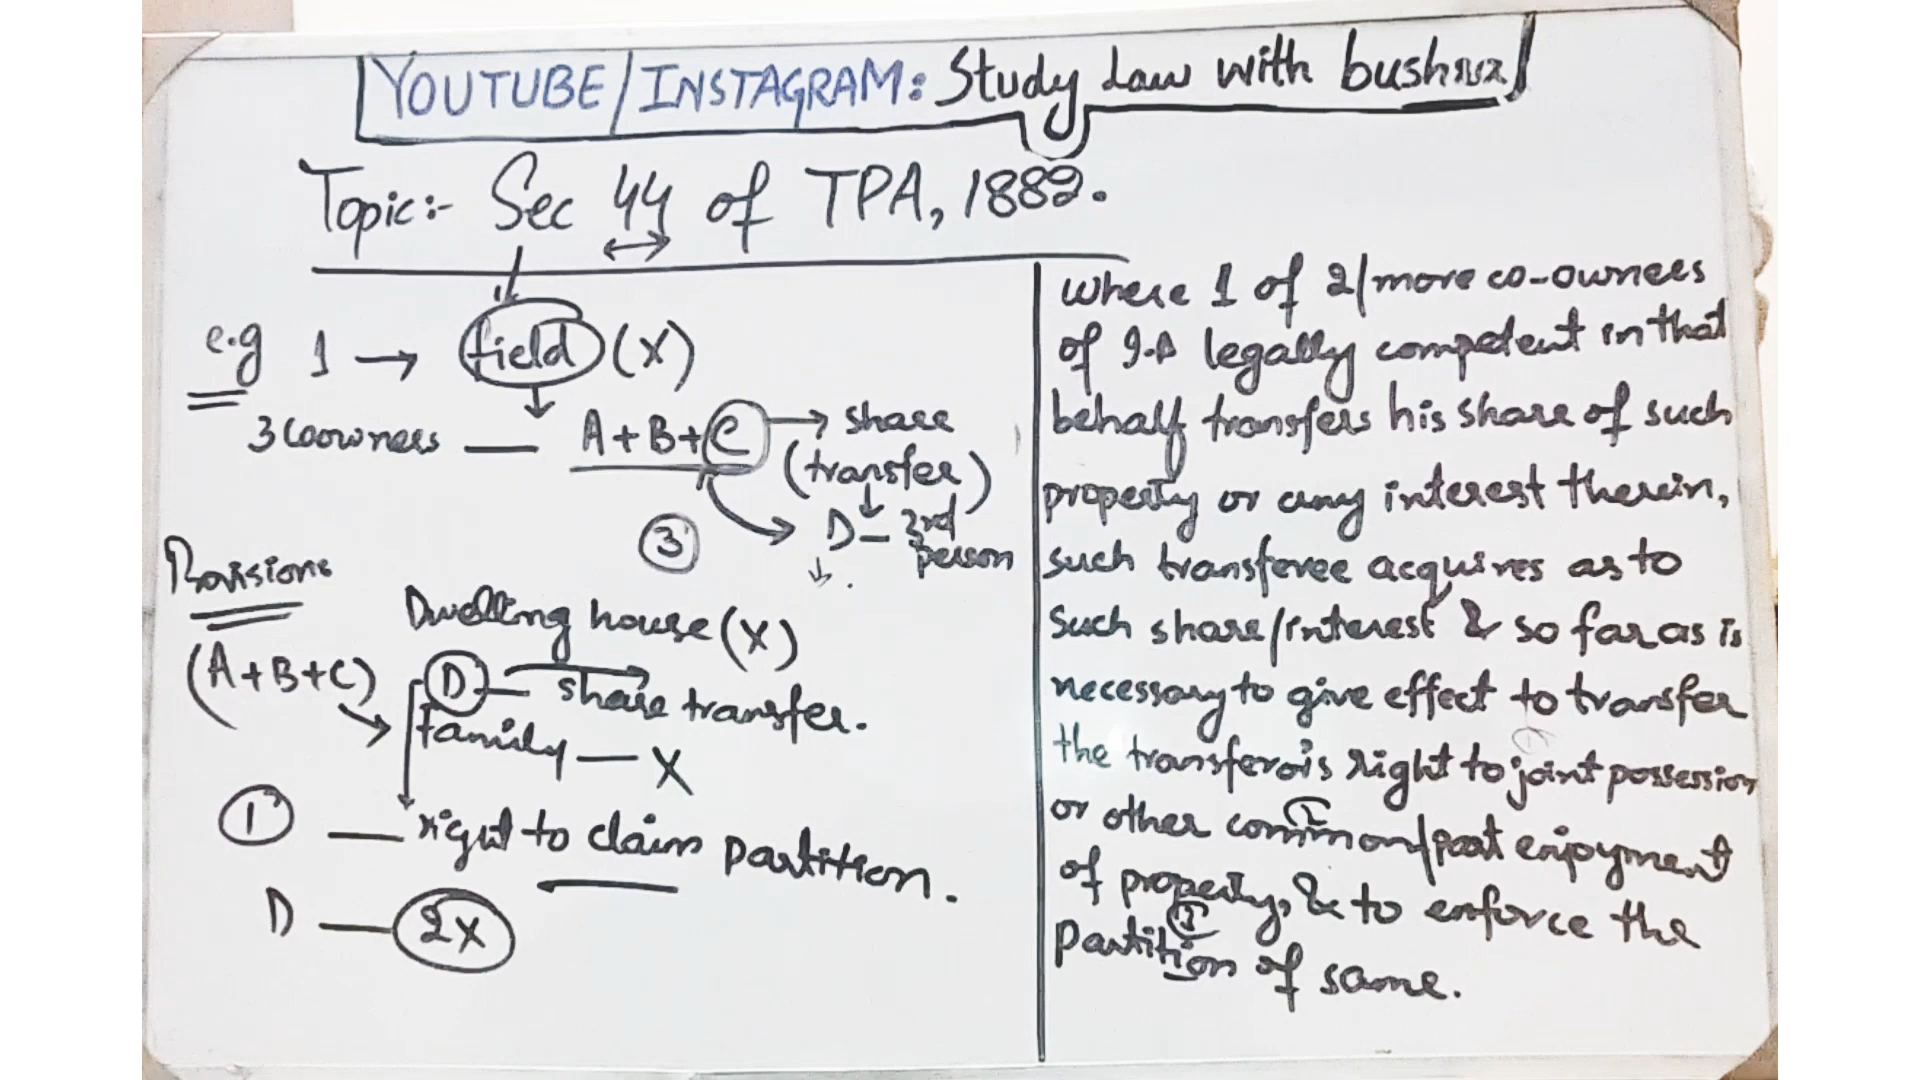 YOUTUBE/INSTAGRAM: Study Law with bushra
Topic:- Sec 44 of TPA, 1882.
e.g 1 → field (X)
3 Coowners — A+B+C → share
(transfer)
③ D — 3rd
person
Provisions
Dwelling house (X)
(A+B+C) D — share transfer.
family — X
① — right to claim partition.
D — 2X
where 1 of 2/more co-owners
of I.P legally competent in that
behalf transfers his share of such
property or any interest therein,
such transferee acquires as to
such share/interest & so far as is
necessary to give effect to transfer
the transferor's right to joint possession
or other common/part enjoyment
of property, & to enforce the
partition of same.